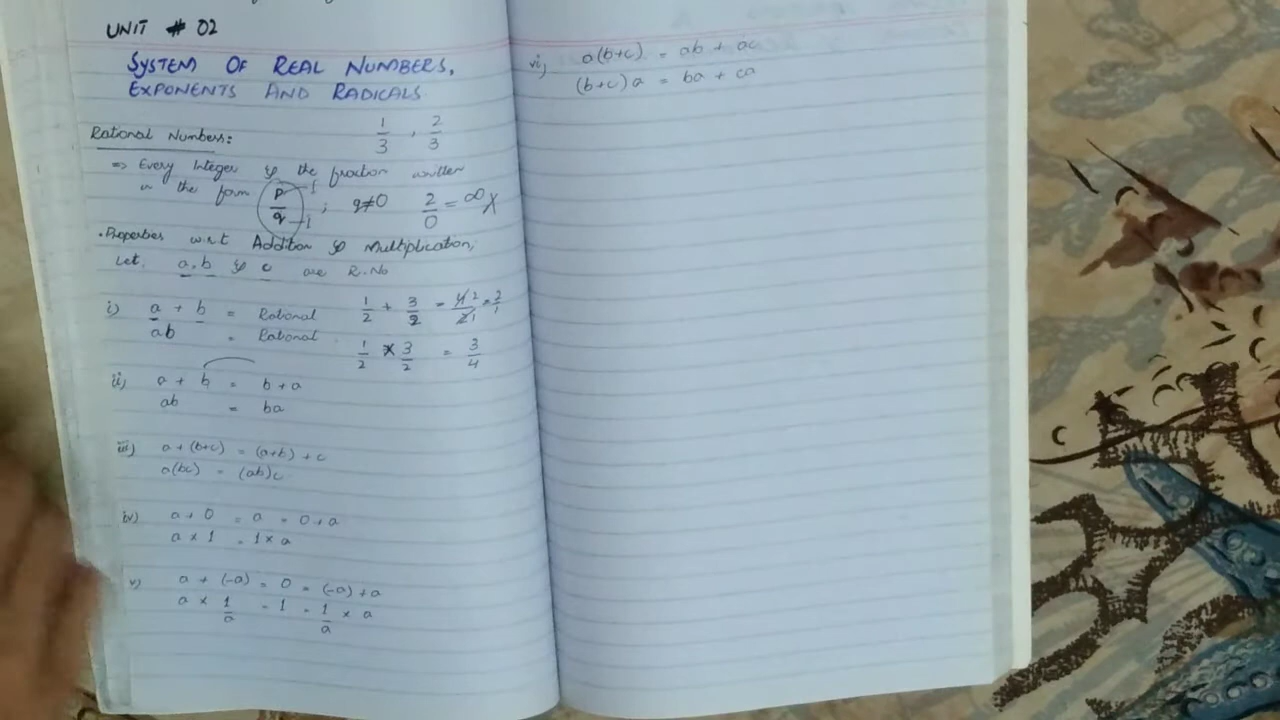 UNIT # 02
SYSTEM OF REAL NUMBERS,
EXPONENTS AND RADICALS.
Rational Numbers: 1/3 , 2/3
=> Every Integer & the fraction written
in the form p/q ; q≠0 2/0 = ∞ X
• Properties w.r.t Addition & Multiplication,
Let, a, b & c are R.No
i) a + b = Rational 1/2 + 3/2 = 4/2 = 2/1
ab = Rational 1/2 × 3/2 = 3/4
ii) a + b = b + a
ab = ba
iii) a + (b+c) = (a+b) + c
a(bc) = (ab)c
iv) a + 0 = a = 0 + a
a × 1 = 1 × a
v) a + (-a) = 0 = (-a) + a
a × 1/a = 1 = 1/a × a
vi) a(b+c) = ab + ac
(b+c)a = ba + ca